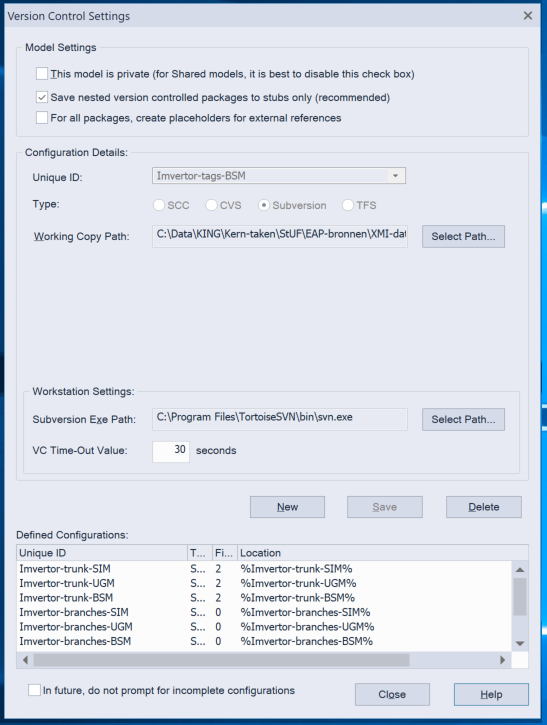 Version Control Settings
Model Settings
This model is private (for Shared models, it is best to disable this check box)
Save nested version controlled packages to stubs only (recommended)
For all packages, create placeholders for external references
Configuration Details:
Unique ID: Imvertor-tags-BSM
Type: SCC CVS Subversion TFS
Working Copy Path: C:\Data\KING\Kern-taken\StUF\EAP-bronnen\XMI-dat Select Path...
Workstation Settings:
Subversion Exe Path: C:\Program Files\TortoiseSVN\bin\svn.exe Select Path...
VC Time-Out Value: 30 seconds
New Save Delete
Defined Configurations:
Unique ID T... Fi... Location
Imvertor-trunk-SIM S... 2 %Imvertor-trunk-SIM%
Imvertor-trunk-UGM S... 2 %Imvertor-trunk-UGM%
Imvertor-trunk-BSM S... 2 %Imvertor-trunk-BSM%
Imvertor-branches-SIM S... 0 %Imvertor-branches-SIM%
Imvertor-branches-UGM S... 0 %Imvertor-branches-UGM%
Imvertor-branches-BSM S... 0 %Imvertor-branches-BSM%
In future, do not prompt for incomplete configurations
Close Help